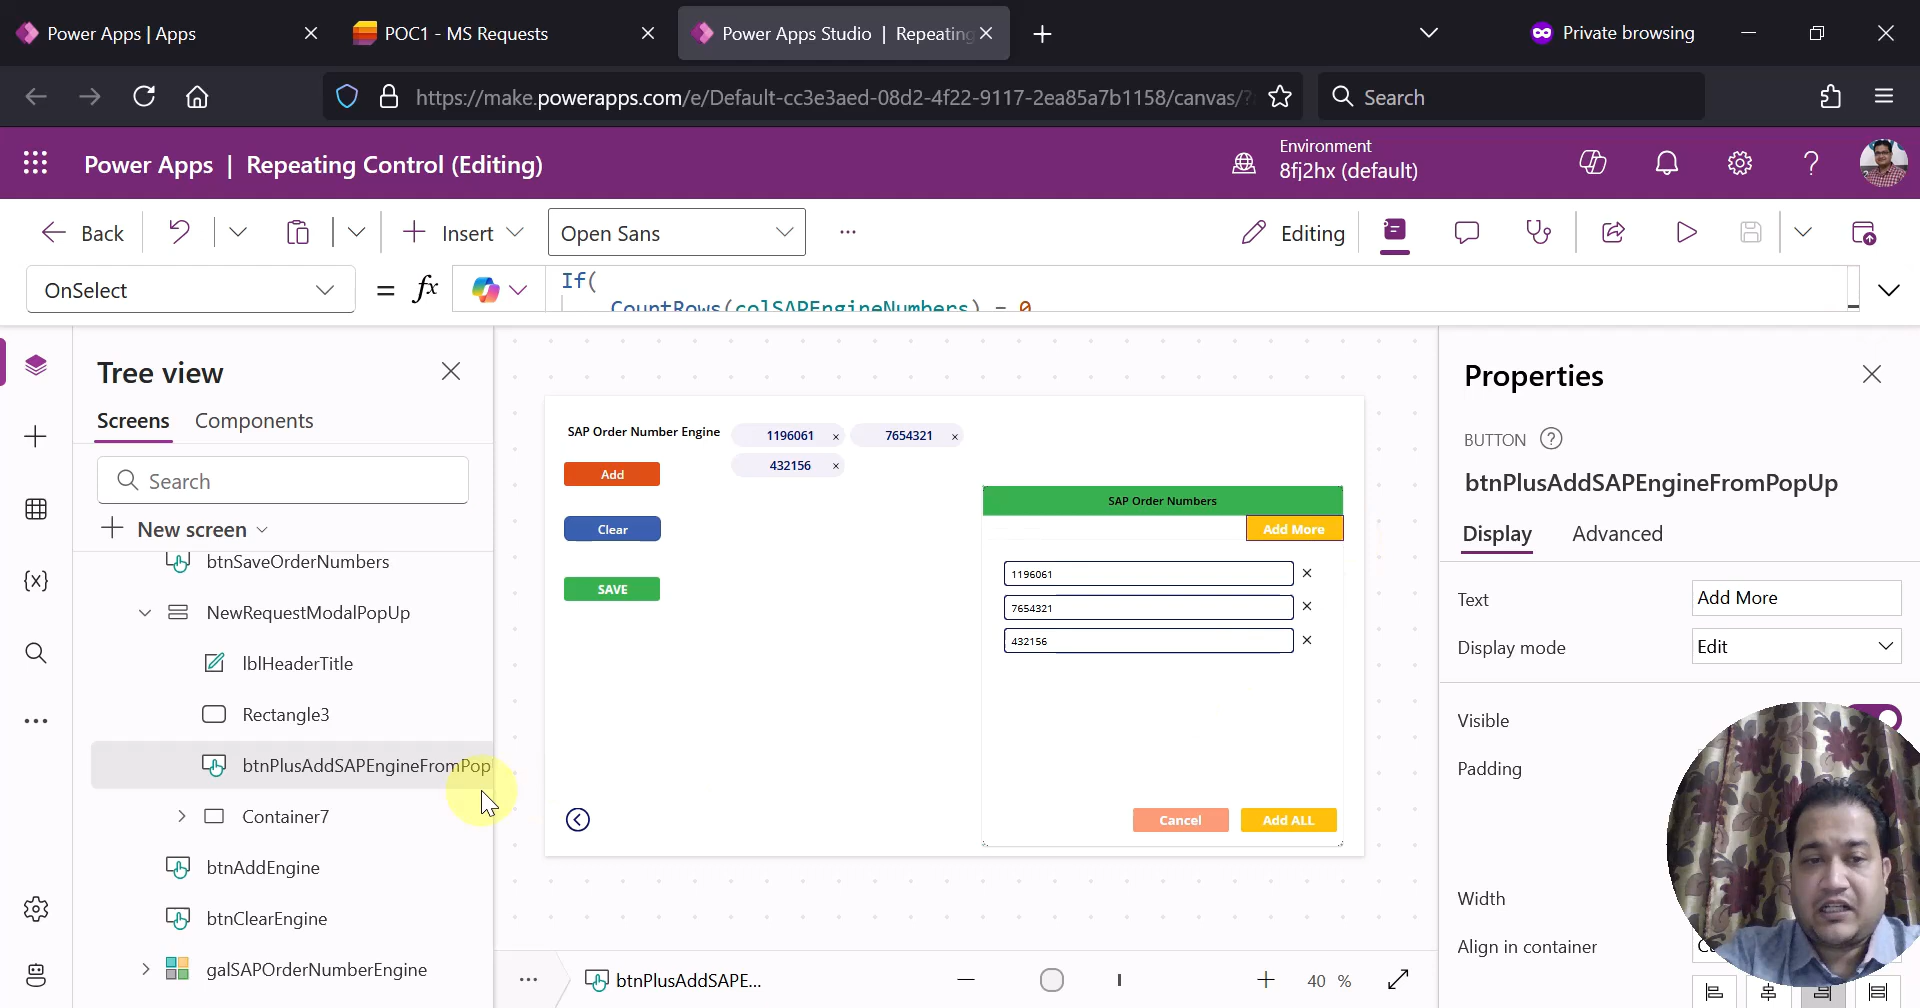 Power Apps | Apps
POC1 - MS Requests
Power Apps Studio | Repeating
Private browsing
https://make.powerapps.com/e/Default-cc3e3aed-08d2-4f22-9117-2ea85a7b1158/canvas/?
Search
Power Apps | Repeating Control (Editing)
Environment
8fj2hx (default)
Back
Insert
Open Sans
Editing
OnSelect
= fx
If(
CountRows(colSAPEngineNumbers) = 0
Tree view
Screens
Components
Search
New screen
btnSaveOrderNumbers
NewRequestModalPopUp
lblHeaderTitle
Rectangle3
btnPlusAddSAPEngineFromPop
Container7
btnAddEngine
btnClearEngine
galSAPOrderNumberEngine
SAP Order Number Engine
1196061 ×
7654321 ×
432156 ×
Add
Clear
SAVE
SAP Order Numbers
Add More
1196061
7654321
432156
Cancel
Add ALL
btnPlusAddSAPE...
40 %
Properties
BUTTON
btnPlusAddSAPEngineFromPopUp
Display
Advanced
Text
Add More
Display mode
Edit
Visible
Padding
Width
Align in container